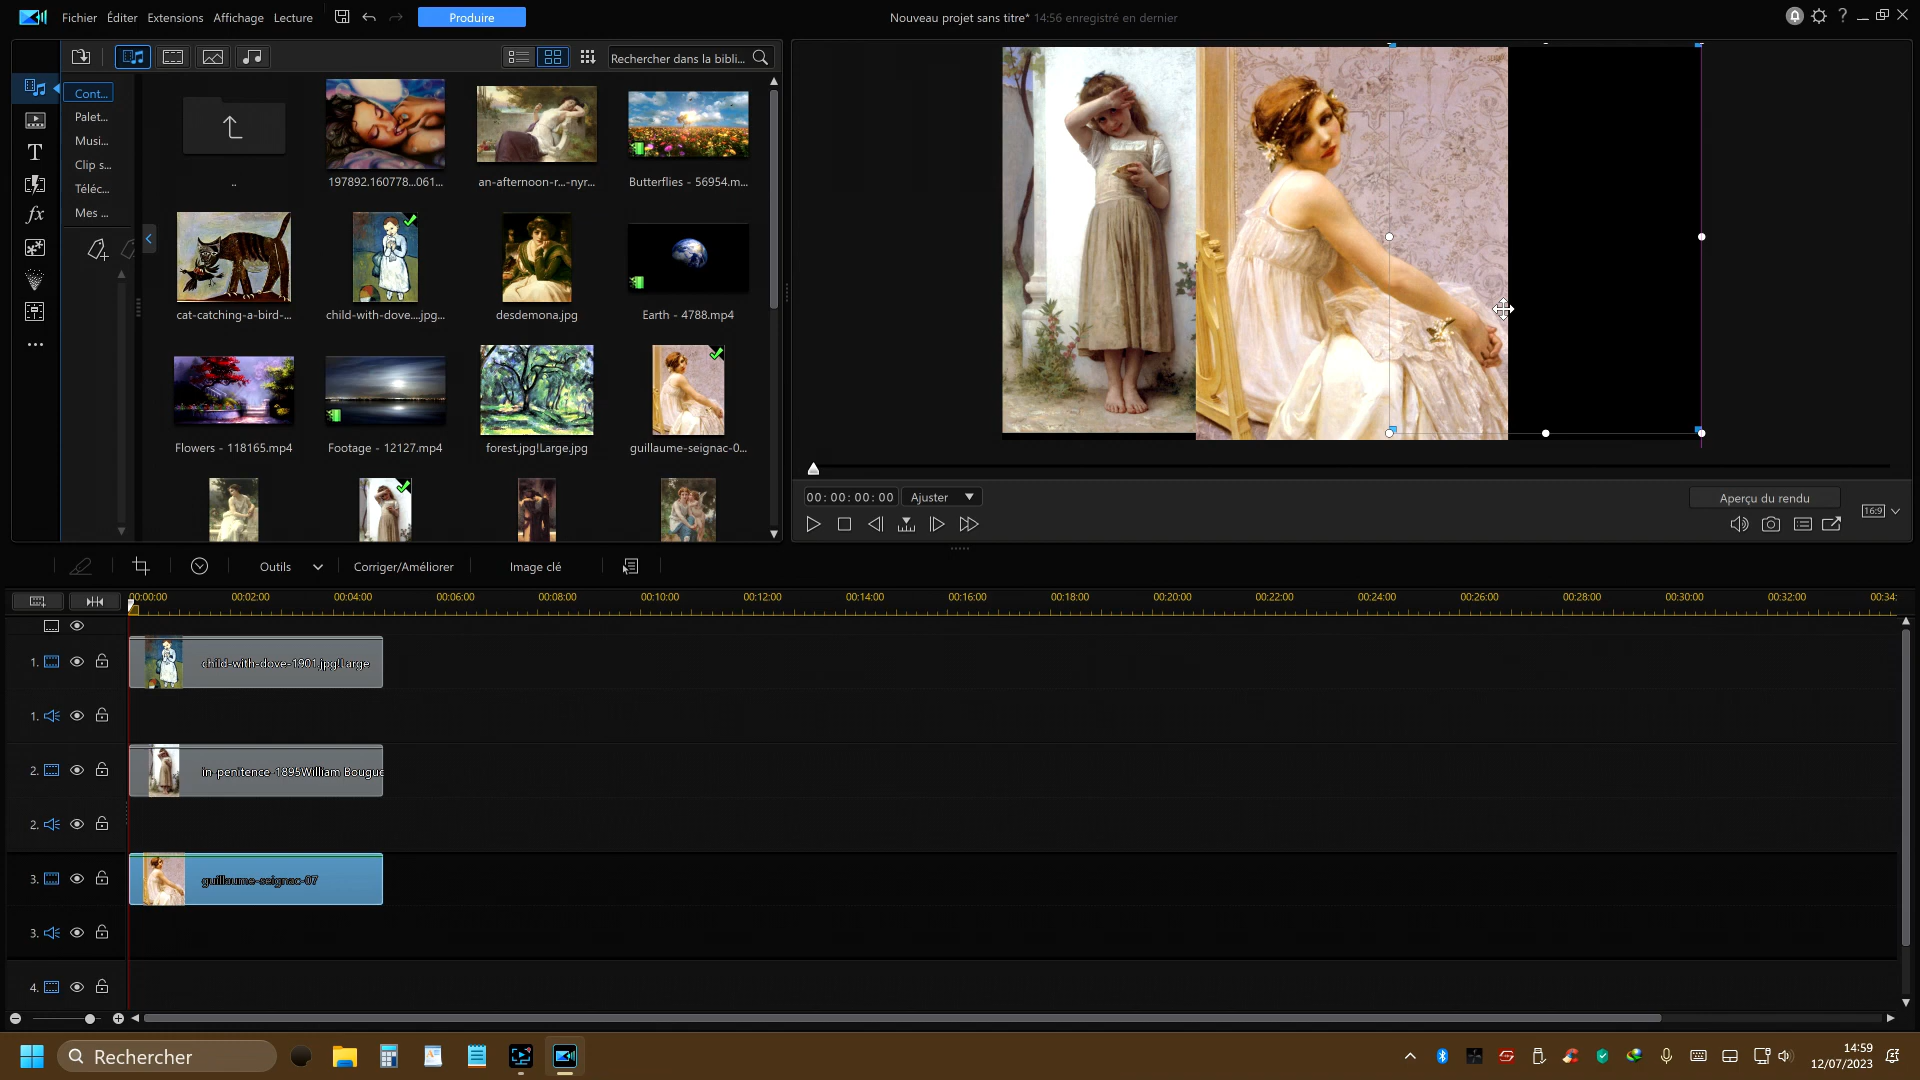 Fichier Éditer Extensions Affichage Lecture Produire Nouveau projet sans titre* 14:56 enregistré en dernier ?
Rechercher dans la bibli...
Cont...
Palet...
Musi...
Clip s...
Téléc...
Mes ...
..
197892.160778...061...
an-afternoon-r...-nyr...
Butterflies - 56954.m...
cat-catching-a-bird-...
child-with-dove....jpg...
desdemona.jpg
Earth - 4788.mp4
Flowers - 118165.mp4
Footage - 12127.mp4
forest.jpg!Large.jpg
guillaume-seignac-0...
00:00:00:00 Ajuster
Aperçu du rendu
16:9
Outils Corriger/Améliorer Image clé
00:00:00 00:02:00 00:04:00 00:06:00 00:08:00 00:10:00 00:12:00 00:14:00 00:16:00 00:18:00 00:20:00 00:22:00 00:24:00 00:26:00 00:28:00 00:30:00 00:32:00 00:34:
1. child-with-dove-1901.jpg!Large
1.
2. in-penitence-1895William Bougue
2.
3. guillaume-seignac-07
3.
4.
Rechercher
14:59
12/07/2023